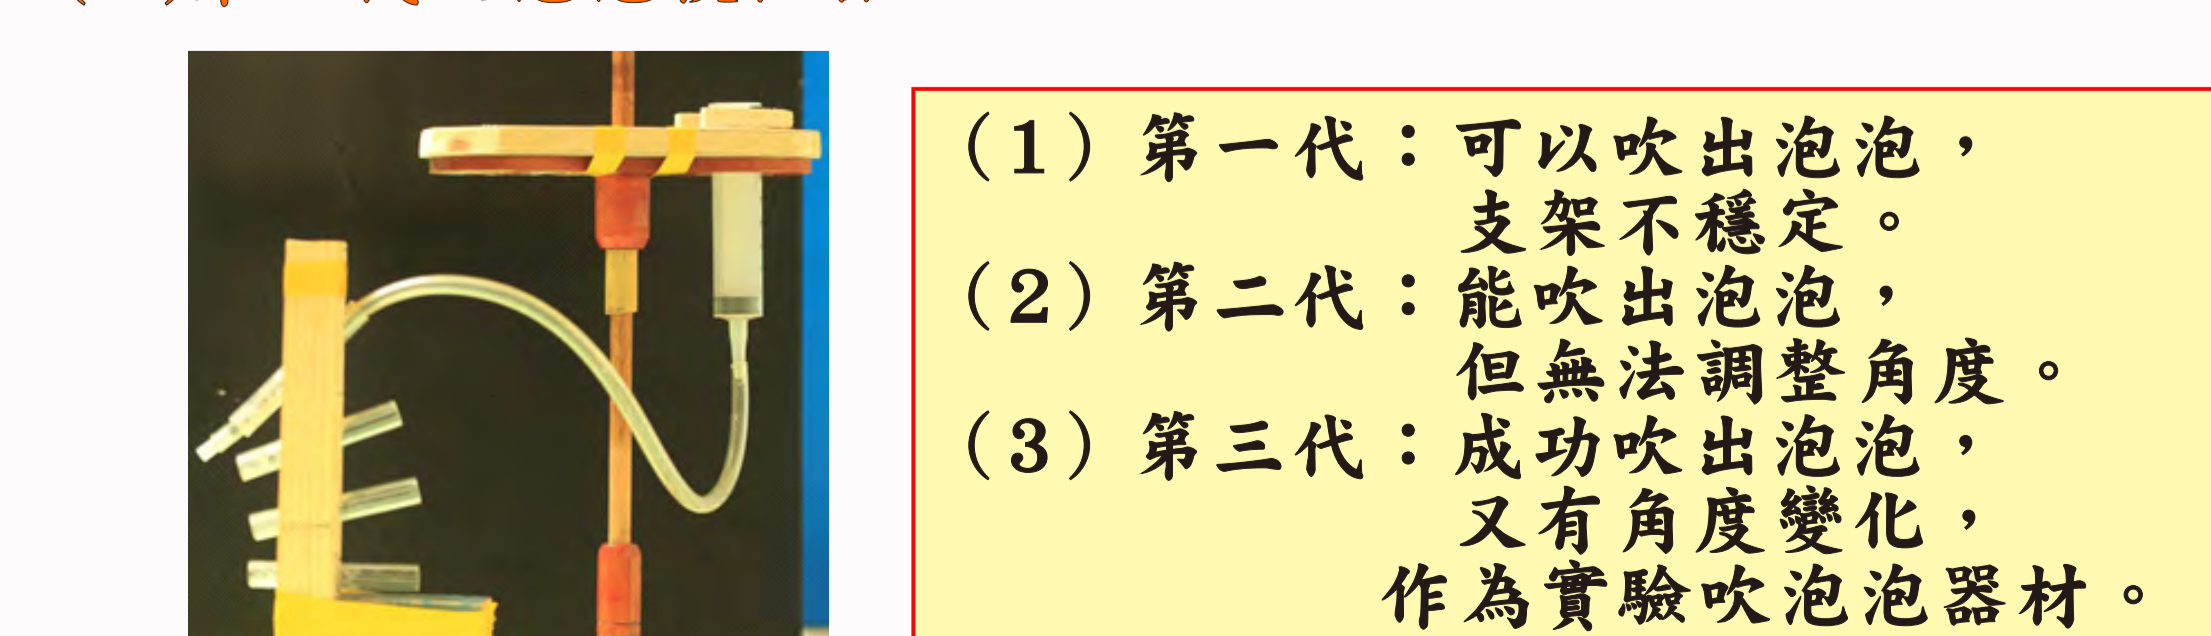 （1）第一代：可以吹出泡泡，
支架不穩定。
（2）第二代：能吹出泡泡，
但無法調整角度。
（3）第三代：成功吹出泡泡，
又有角度變化，
作為實驗吹泡泡器材。